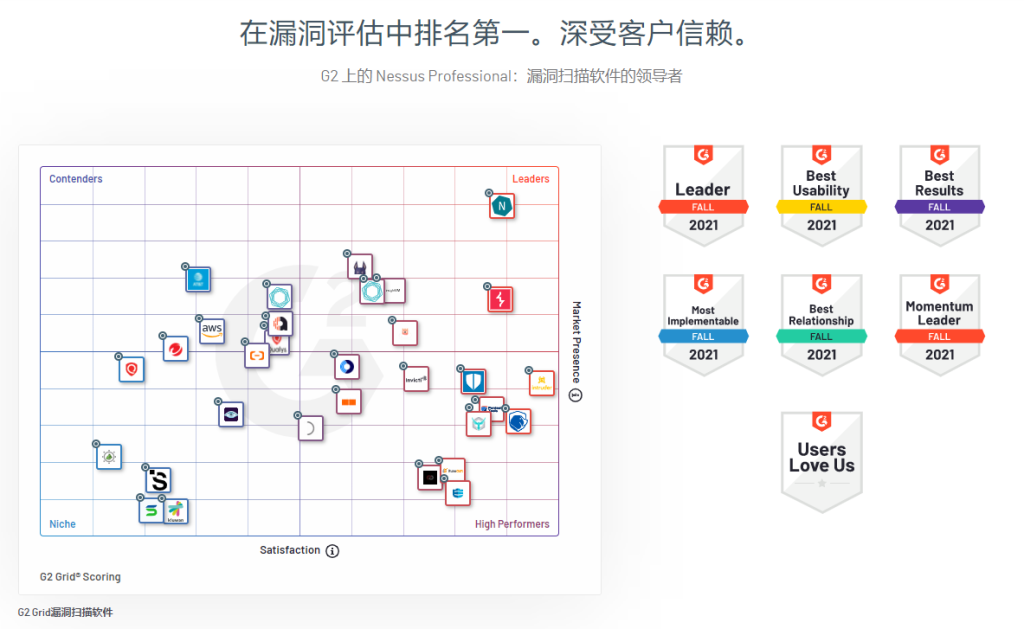 在漏洞评估中排名第一。深受客户信赖。
G2 上的 Nessus Professional：漏洞扫描软件的领导者
Contenders
Leaders
N
aws
invicti
Niche
High Performers
Market Presence
Satisfaction
G2 Grid® Scoring
G2 Grid漏洞扫描软件
Leader
FALL
2021
Best
Usability
FALL
2021
Best
Results
FALL
2021
Most
Implementable
FALL
2021
Best
Relationship
FALL
2021
Momentum
Leader
FALL
2021
Users
Love Us